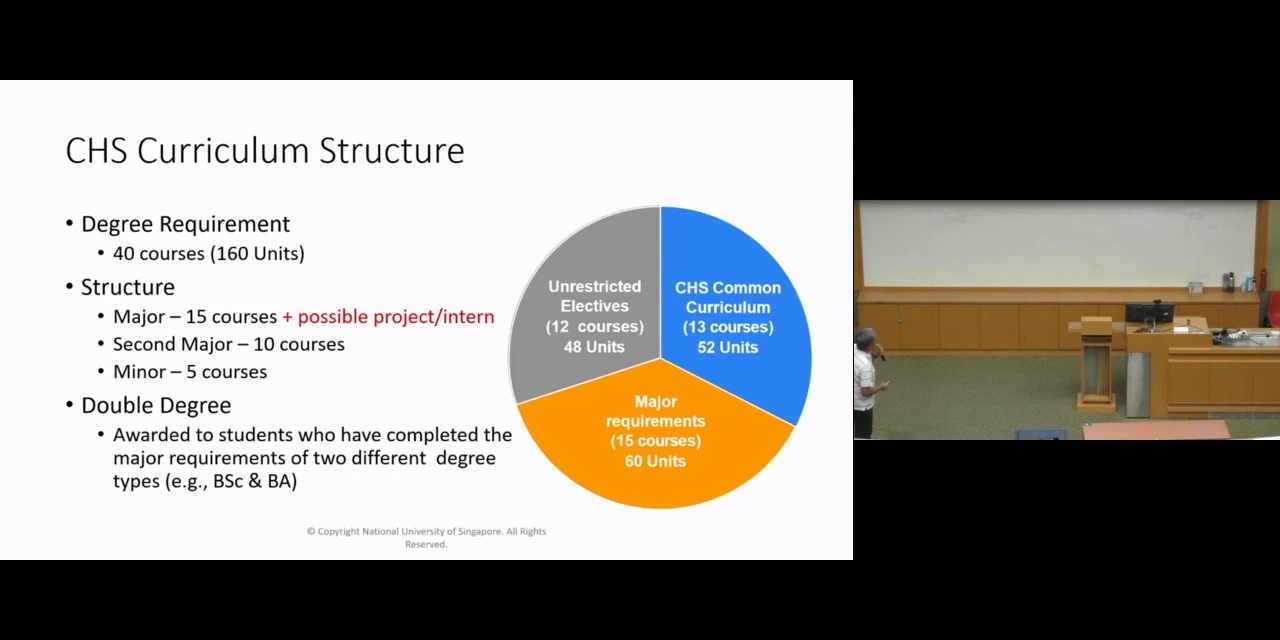 CHS Curriculum Structure
• Degree Requirement
• 40 courses (160 Units)
• Structure
• Major – 15 courses + possible project/intern
• Second Major – 10 courses
• Minor – 5 courses
• Double Degree
• Awarded to students who have completed the
major requirements of two different degree
types (e.g., BSc & BA)
Unrestricted
Electives
(12 courses)
48 Units
CHS Common
Curriculum
(13 courses)
52 Units
Major
requirements
(15 courses)
60 Units
© Copyright National University of Singapore. All Rights
Reserved.